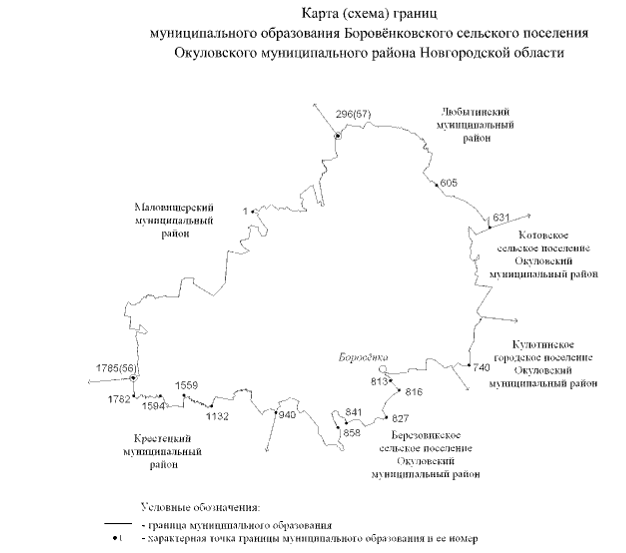 Карта (схема) границ
муниципального образования Боровёнковского сельского поселения
Окуловского муниципального района Новгородской области
296(57)
Любытинский
муниципальный
район
605
Маловишерский
муниципальный
район
1
631
Котовское
сельское поселение
Окуловский
муниципальный район
1785(56)
Кулотинское
городское поселение
Окуловский
муниципальный район
740
813
816
1782
1594
1559
1132
940
841
858
827
Крестецкий
муниципальный
район
Березовикское
сельское поселение
Окуловский
муниципальный район
Условные обозначения:
- граница муниципального образования
1 - характерная точка границы муниципального образования в ее номер